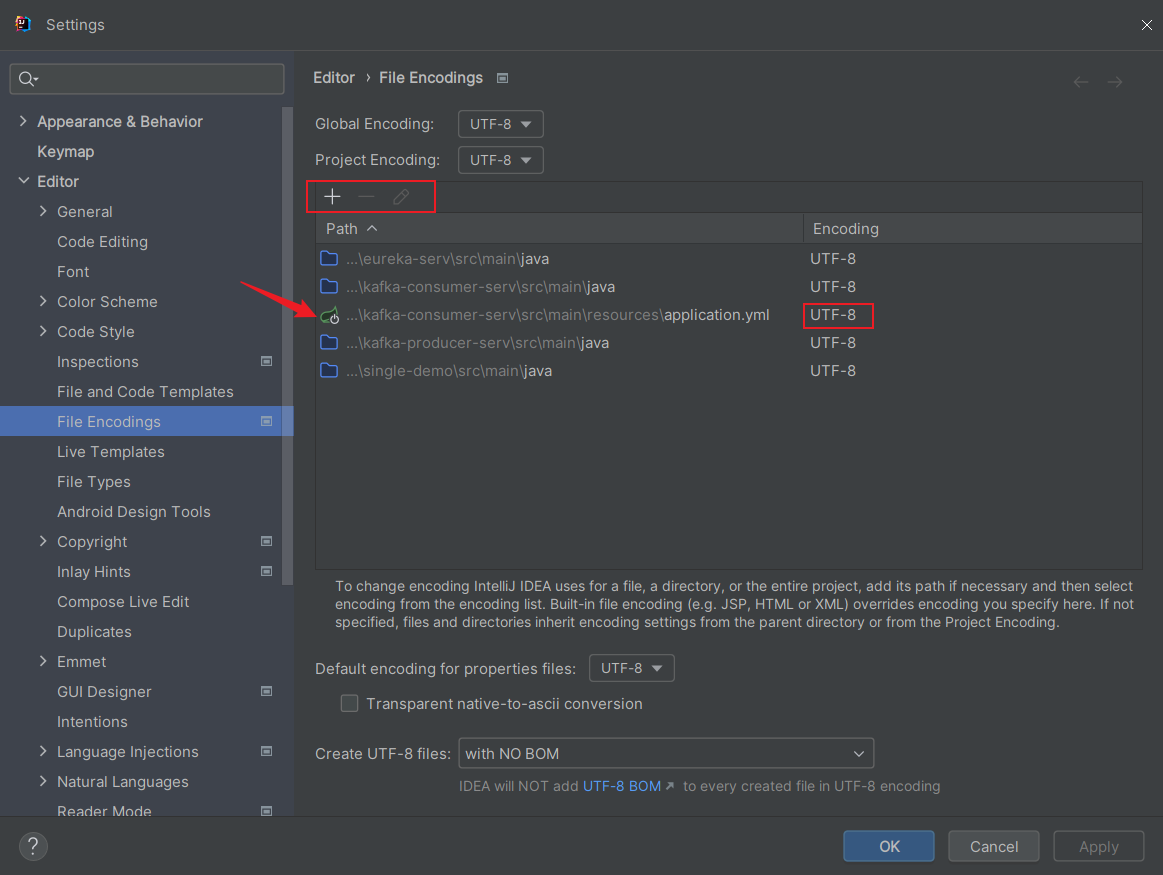 Settings
Appearance & Behavior
Keymap
Editor
General
Code Editing
Font
Color Scheme
Code Style
Inspections
File and Code Templates
File Encodings
Live Templates
File Types
Android Design Tools
Copyright
Inlay Hints
Compose Live Edit
Duplicates
Emmet
GUI Designer
Intentions
Language Injections
Natural Languages
Reader Mode
Editor › File Encodings
Global Encoding: UTF-8
Project Encoding: UTF-8
Path Encoding
...\eureka-serv\src\main\java UTF-8
...\kafka-consumer-serv\src\main\java UTF-8
...\kafka-consumer-serv\src\main\resources\application.yml UTF-8
...\kafka-producer-serv\src\main\java UTF-8
...\single-demo\src\main\java UTF-8
To change encoding IntelliJ IDEA uses for a file, a directory, or the entire project, add its path if necessary and then select
encoding from the encoding list. Built-in file encoding (e.g. JSP, HTML or XML) overrides encoding you specify here. If not
specified, files and directories inherit encoding settings from the parent directory or from the Project Encoding.
Default encoding for properties files: UTF-8
Transparent native-to-ascii conversion
Create UTF-8 files: with NO BOM
IDEA will NOT add UTF-8 BOM ↗ to every created file in UTF-8 encoding
?
OK
Cancel
Apply